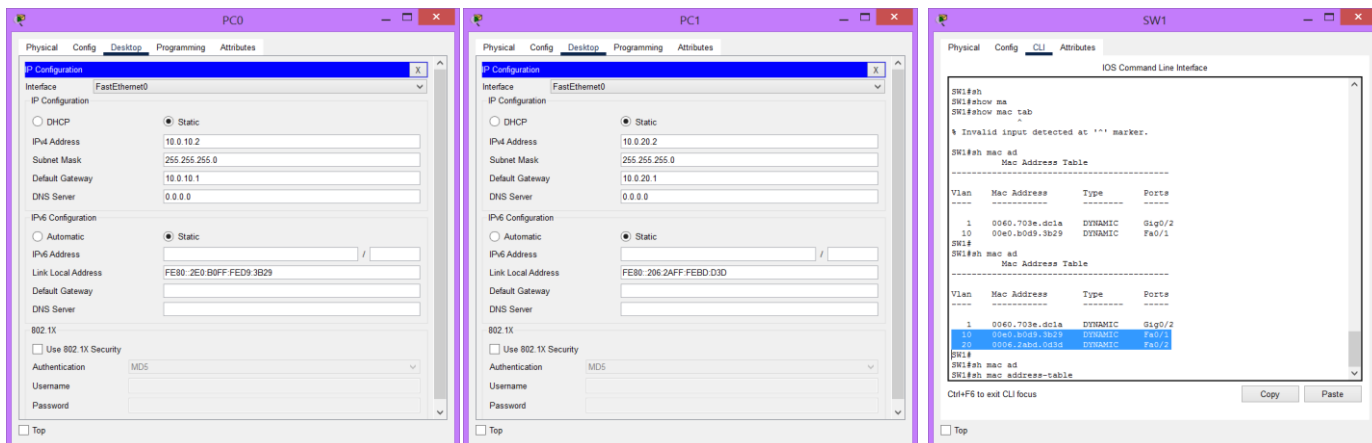 PC0
Physical Config Desktop Programming Attributes
IP Configuration X
Interface FastEthernet0
IP Configuration
DHCP Static
IPv4 Address 10.0.10.2
Subnet Mask 255.255.255.0
Default Gateway 10.0.10.1
DNS Server 0.0.0.0
IPv6 Configuration
Automatic Static
IPv6 Address /
Link Local Address FE80::2E0:B0FF:FED9:3B29
Default Gateway
DNS Server
802.1X
Use 802.1X Security
Authentication MD5
Username
Password
Top
PC1
Physical Config Desktop Programming Attributes
IP Configuration X
Interface FastEthernet0
IP Configuration
DHCP Static
IPv4 Address 10.0.20.2
Subnet Mask 255.255.255.0
Default Gateway 10.0.20.1
DNS Server 0.0.0.0
IPv6 Configuration
Automatic Static
IPv6 Address /
Link Local Address FE80::206:2AFF:FEBD:D3D
Default Gateway
DNS Server
802.1X
Use 802.1X Security
Authentication MD5
Username
Password
Top
SW1
Physical Config CLI Attributes
IOS Command Line Interface
SW1#sh
SW1#show ma
SW1#show mac tab
^
% Invalid input detected at '^' marker.
SW1#sh mac ad
Mac Address Table
-------------------------------------------
Vlan Mac Address Type Ports
---- ----------- -------- -----
1 0060.703e.dc1a DYNAMIC Gig0/2
10 00e0.b0d9.3b29 DYNAMIC Fa0/1
SW1#
SW1#sh mac ad
Mac Address Table
-------------------------------------------
Vlan Mac Address Type Ports
---- ----------- -------- -----
1 0060.703e.dc1a DYNAMIC Gig0/2
10 00e0.b0d9.3b29 DYNAMIC Fa0/1
20 0006.2abd.0d3d DYNAMIC Fa0/2
SW1#
SW1#sh mac ad
SW1#sh mac address-table
Ctrl+F6 to exit CLI focus Copy Paste
Top